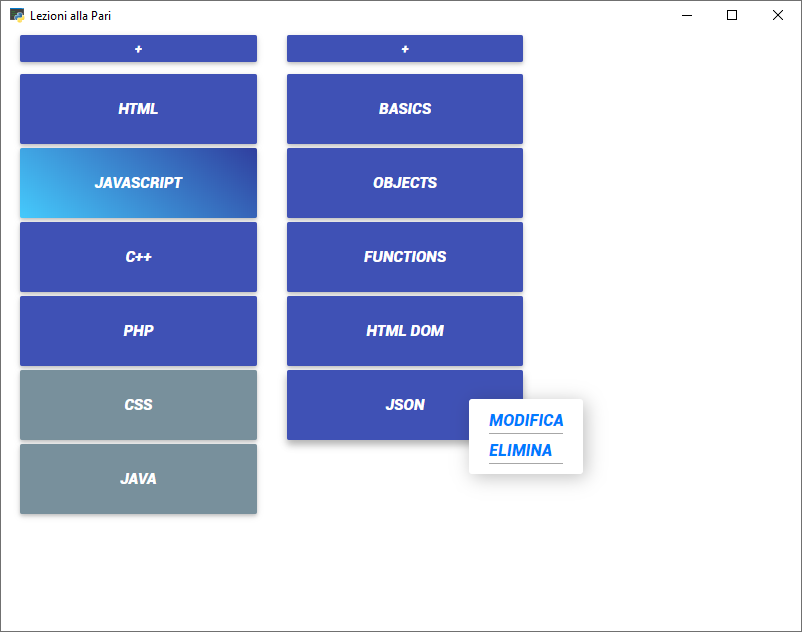 Lezioni alla Pari
+
HTML
JAVASCRIPT
C++
PHP
CSS
JAVA
+
BASICS
OBJECTS
FUNCTIONS
HTML DOM
JSON
MODIFICA
ELIMINA